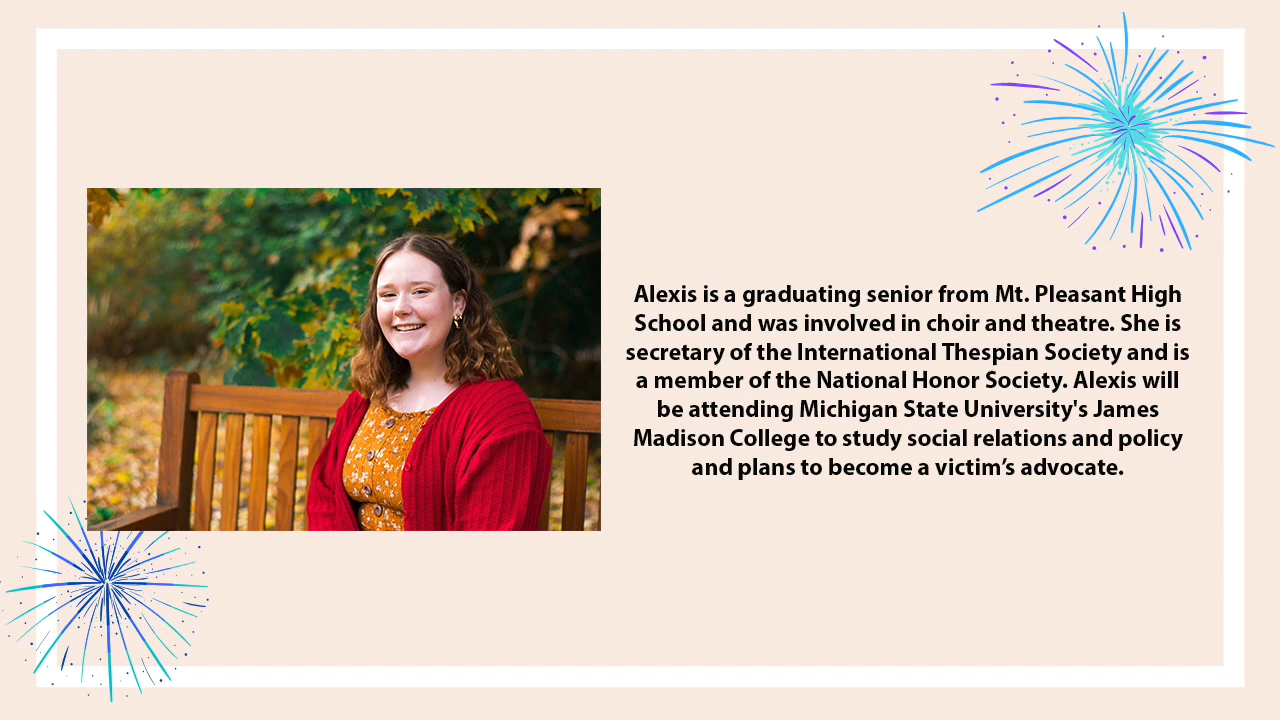 Alexis is a graduating senior from Mt. Pleasant High
School and was involved in choir and theatre. She is
secretary of the International Thespian Society and is
a member of the National Honor Society. Alexis will
be attending Michigan State University's James
Madison College to study social relations and policy
and plans to become a victim’s advocate.